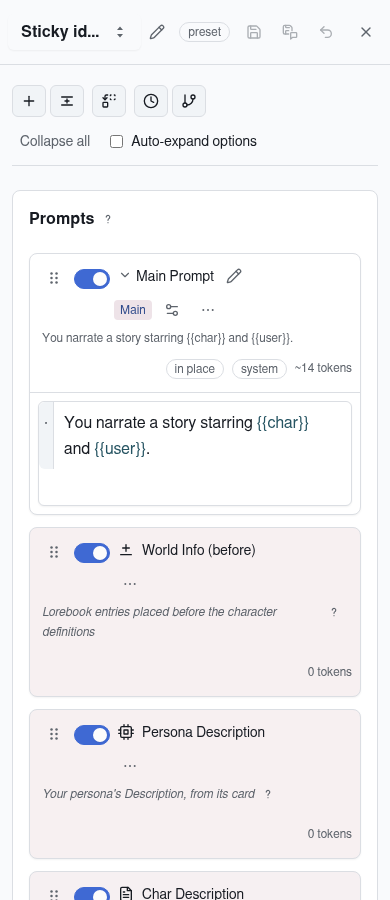 Sticky id...
preset
Collapse all
Auto-expand options
Prompts ?
Main Prompt
Main
...
You narrate a story starring {{char}} and {{user}}.
in place
system
~14 tokens
You narrate a story starring {{char}}
and {{user}}.
World Info (before)
...
Lorebook entries placed before the character ?
definitions
0 tokens
Persona Description
...
Your persona's Description, from its card ?
0 tokens
Char Description